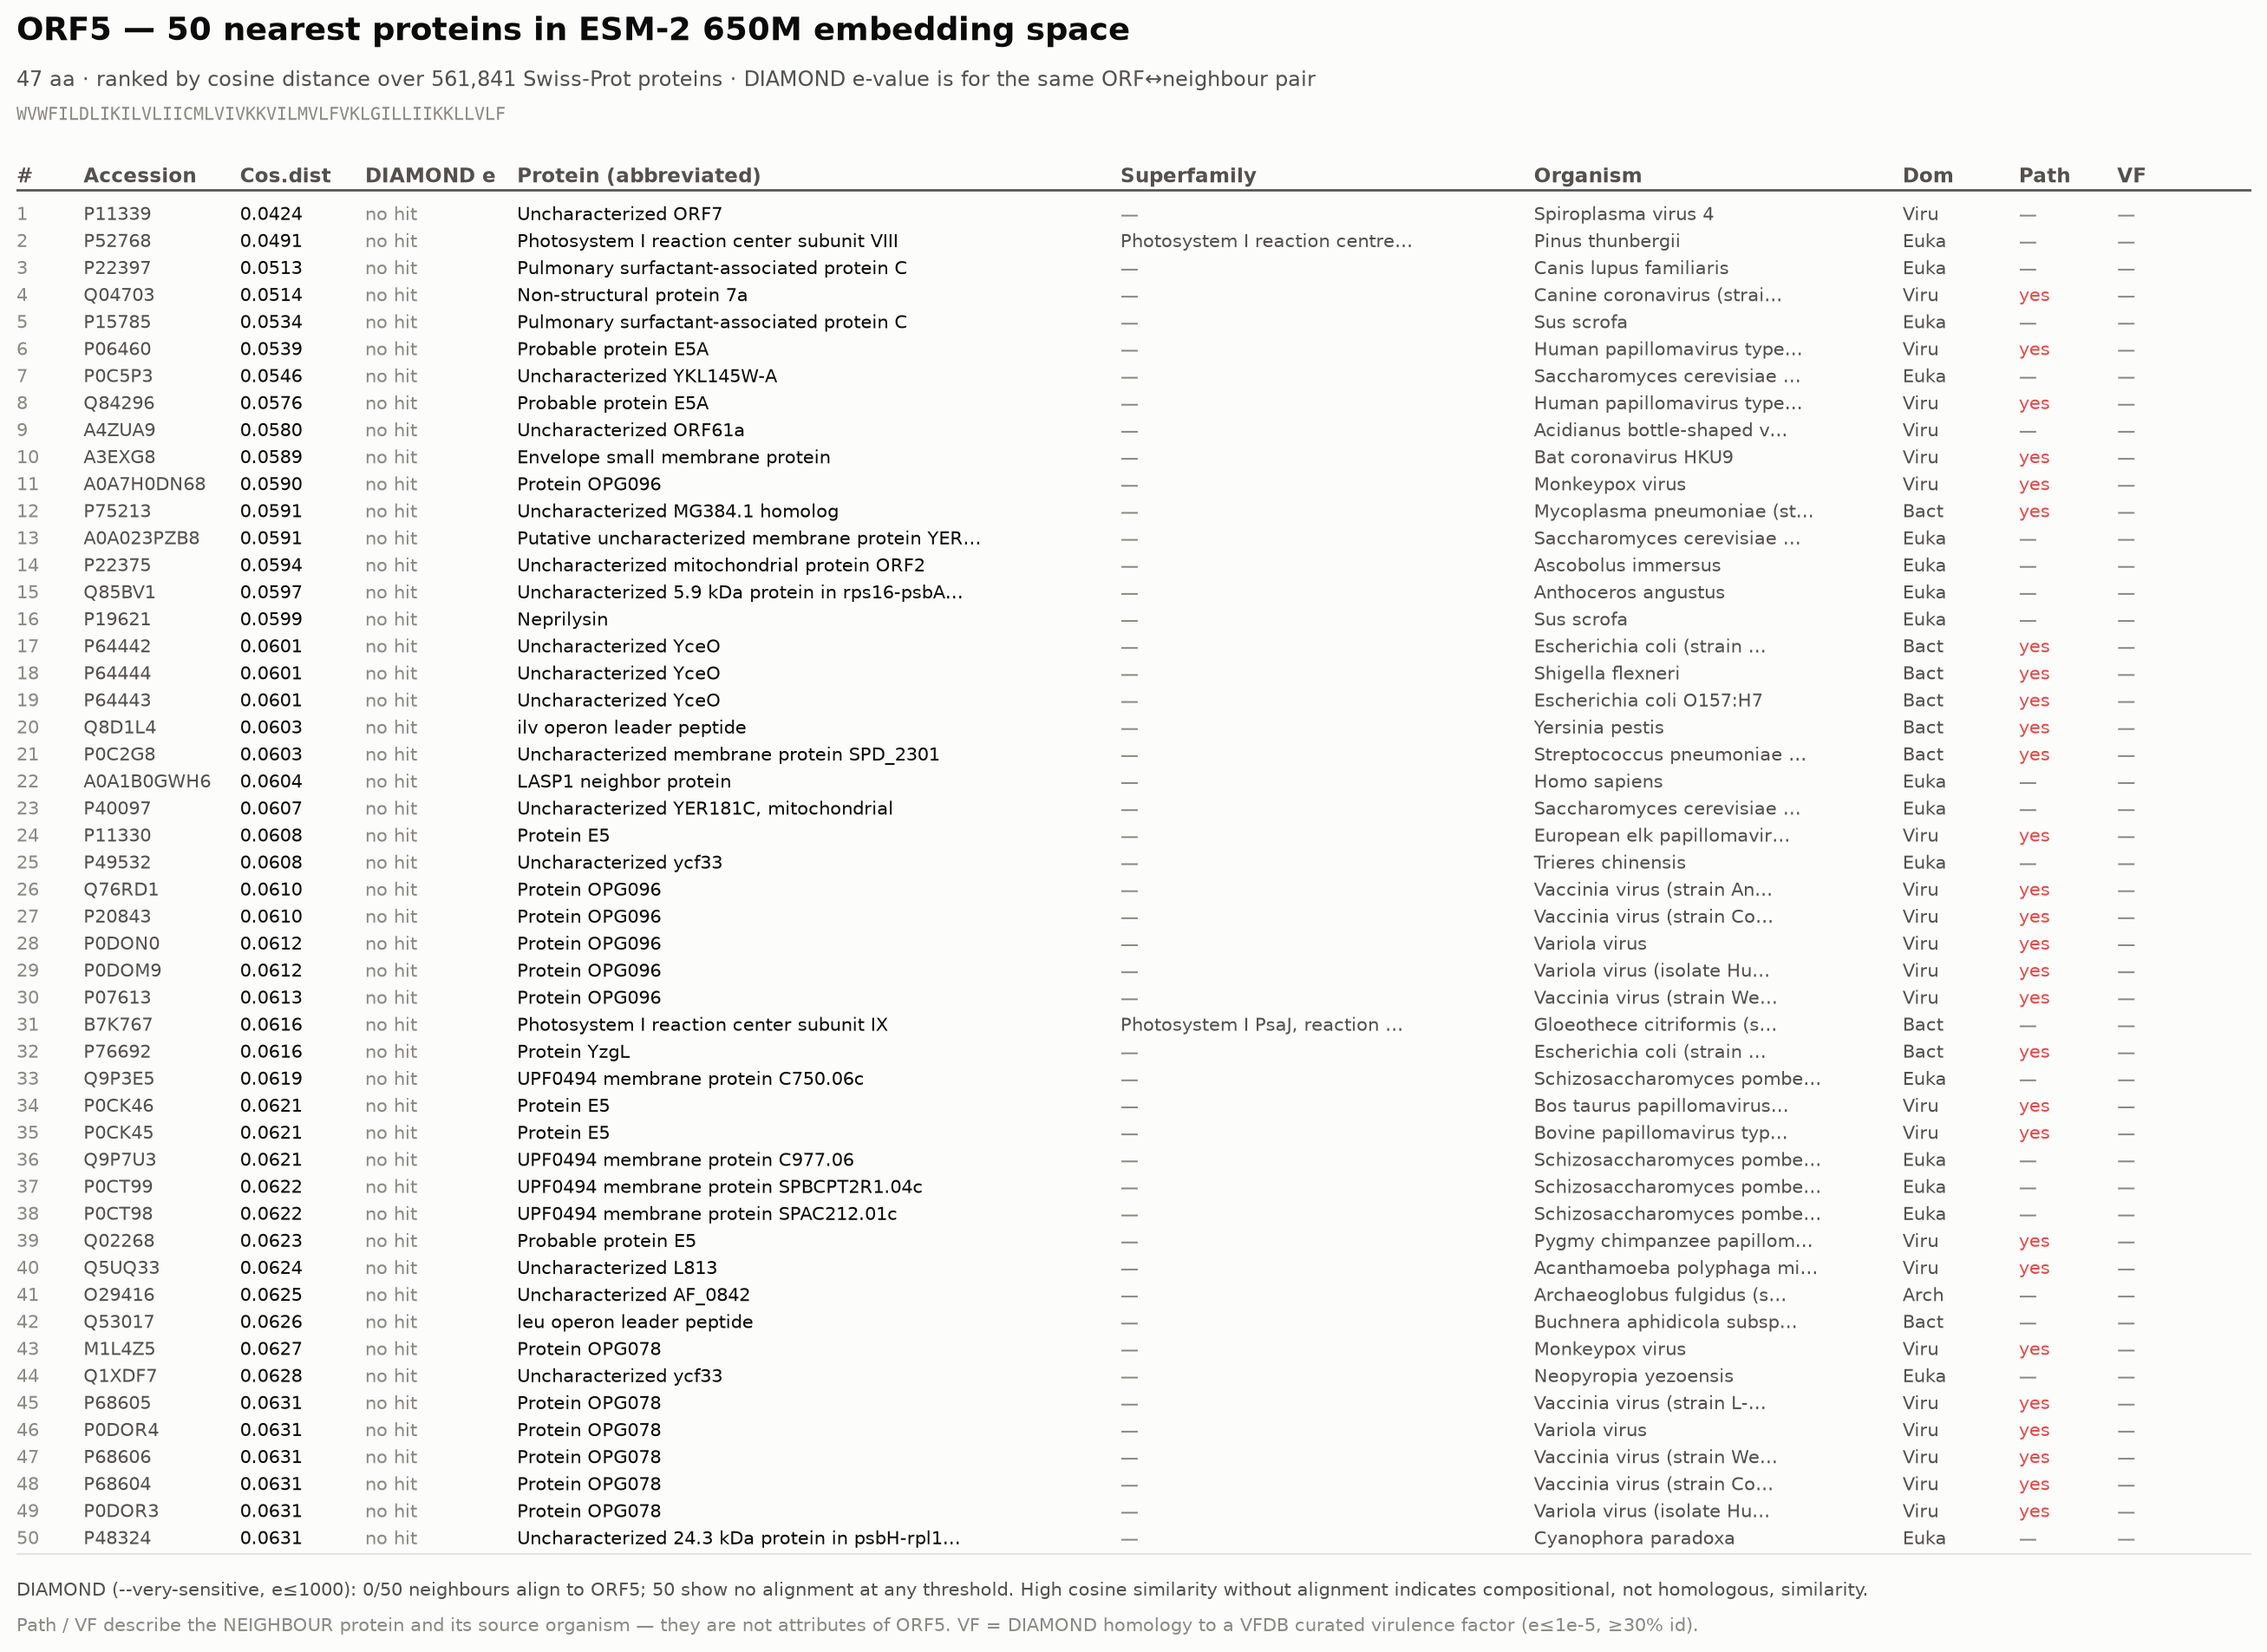 ORF5 — 50 nearest proteins in ESM-2 650M embedding space
47 aa · ranked by cosine distance over 561,841 Swiss-Prot proteins · DIAMOND e-value is for the same ORF↔neighbour pair
WVWFILDLIKILVLIICMLVIVKKVILMVLFVKLGILLIIKKLLVLF
# Accession Cos.dist DIAMOND e Protein (abbreviated) Superfamily Organism Dom Path VF
1 P11339 0.0424 no hit Uncharacterized ORF7 — Spiroplasma virus 4 Viru — —
2 P52768 0.0491 no hit Photosystem I reaction center subunit VIII Photosystem I reaction centre… Pinus thunbergii Euka — —
3 P22397 0.0513 no hit Pulmonary surfactant-associated protein C — Canis lupus familiaris Euka — —
4 Q04703 0.0514 no hit Non-structural protein 7a — Canine coronavirus (strai… Viru yes —
5 P15785 0.0534 no hit Pulmonary surfactant-associated protein C — Sus scrofa Euka — —
6 P06460 0.0539 no hit Probable protein E5A — Human papillomavirus type… Viru yes —
7 P0C5P3 0.0546 no hit Uncharacterized YKL145W-A — Saccharomyces cerevisiae … Euka — —
8 Q84296 0.0576 no hit Probable protein E5A — Human papillomavirus type… Viru yes —
9 A4ZUA9 0.0580 no hit Uncharacterized ORF61a — Acidianus bottle-shaped v… Viru — —
10 A3EXG8 0.0589 no hit Envelope small membrane protein — Bat coronavirus HKU9 Viru yes —
11 A0A7H0DN68 0.0590 no hit Protein OPG096 — Monkeypox virus Viru yes —
12 P75213 0.0591 no hit Uncharacterized MG384.1 homolog — Mycoplasma pneumoniae (st… Bact yes —
13 A0A023PZB8 0.0591 no hit Putative uncharacterized membrane protein YER… — Saccharomyces cerevisiae … Euka — —
14 P22375 0.0594 no hit Uncharacterized mitochondrial protein ORF2 — Ascobolus immersus Euka — —
15 Q85BV1 0.0597 no hit Uncharacterized 5.9 kDa protein in rps16-psbA… — Anthoceros angustus Euka — —
16 P19621 0.0599 no hit Neprilysin — Sus scrofa Euka — —
17 P64442 0.0601 no hit Uncharacterized YceO — Escherichia coli (strain … Bact yes —
18 P64444 0.0601 no hit Uncharacterized YceO — Shigella flexneri Bact yes —
19 P64443 0.0601 no hit Uncharacterized YceO — Escherichia coli O157:H7 Bact yes —
20 Q8D1L4 0.0603 no hit ilv operon leader peptide — Yersinia pestis Bact yes —
21 P0C2G8 0.0603 no hit Uncharacterized membrane protein SPD_2301 — Streptococcus pneumoniae … Bact yes —
22 A0A1B0GWH6 0.0604 no hit LASP1 neighbor protein — Homo sapiens Euka — —
23 P40097 0.0607 no hit Uncharacterized YER181C, mitochondrial — Saccharomyces cerevisiae … Euka — —
24 P11330 0.0608 no hit Protein E5 — European elk papillomavir… Viru yes —
25 P49532 0.0608 no hit Uncharacterized ycf33 — Trieres chinensis Euka — —
26 Q76RD1 0.0610 no hit Protein OPG096 — Vaccinia virus (strain An… Viru yes —
27 P20843 0.0610 no hit Protein OPG096 — Vaccinia virus (strain Co… Viru yes —
28 P0DON0 0.0612 no hit Protein OPG096 — Variola virus Viru yes —
29 P0DOM9 0.0612 no hit Protein OPG096 — Variola virus (isolate Hu… Viru yes —
30 P07613 0.0613 no hit Protein OPG096 — Vaccinia virus (strain We… Viru yes —
31 B7K767 0.0616 no hit Photosystem I reaction center subunit IX Photosystem I PsaJ, reaction … Gloeothece citriformis (s… Bact — —
32 P76692 0.0616 no hit Protein YzgL — Escherichia coli (strain … Bact yes —
33 Q9P3E5 0.0619 no hit UPF0494 membrane protein C750.06c — Schizosaccharomyces pombe… Euka — —
34 P0CK46 0.0621 no hit Protein E5 — Bos taurus papillomavirus… Viru yes —
35 P0CK45 0.0621 no hit Protein E5 — Bovine papillomavirus typ… Viru yes —
36 Q9P7U3 0.0621 no hit UPF0494 membrane protein C977.06 — Schizosaccharomyces pombe… Euka — —
37 P0CT99 0.0622 no hit UPF0494 membrane protein SPBCPT2R1.04c — Schizosaccharomyces pombe… Euka — —
38 P0CT98 0.0622 no hit UPF0494 membrane protein SPAC212.01c — Schizosaccharomyces pombe… Euka — —
39 Q02268 0.0623 no hit Probable protein E5 — Pygmy chimpanzee papillom… Viru yes —
40 Q5UQ33 0.0624 no hit Uncharacterized L813 — Acanthamoeba polyphaga mi… Viru yes —
41 O29416 0.0625 no hit Uncharacterized AF_0842 — Archaeoglobus fulgidus (s… Arch — —
42 Q53017 0.0626 no hit leu operon leader peptide — Buchnera aphidicola subsp… Bact — —
43 M1L4Z5 0.0627 no hit Protein OPG078 — Monkeypox virus Viru yes —
44 Q1XDF7 0.0628 no hit Uncharacterized ycf33 — Neopyropia yezoensis Euka — —
45 P68605 0.0631 no hit Protein OPG078 — Vaccinia virus (strain L-… Viru yes —
46 P0DOR4 0.0631 no hit Protein OPG078 — Variola virus Viru yes —
47 P68606 0.0631 no hit Protein OPG078 — Vaccinia virus (strain We… Viru yes —
48 P68604 0.0631 no hit Protein OPG078 — Vaccinia virus (strain Co… Viru yes —
49 P0DOR3 0.0631 no hit Protein OPG078 — Variola virus (isolate Hu… Viru yes —
50 P48324 0.0631 no hit Uncharacterized 24.3 kDa protein in psbH-rpl1… — Cyanophora paradoxa Euka — —
DIAMOND (--very-sensitive, e≤1000): 0/50 neighbours align to ORF5; 50 show no alignment at any threshold. High cosine similarity without alignment indicates compositional, not homologous, similarity.
Path / VF describe the NEIGHBOUR protein and its source organism — they are not attributes of ORF5. VF = DIAMOND homology to a VFDB curated virulence factor (e≤1e-5, ≥30% id).